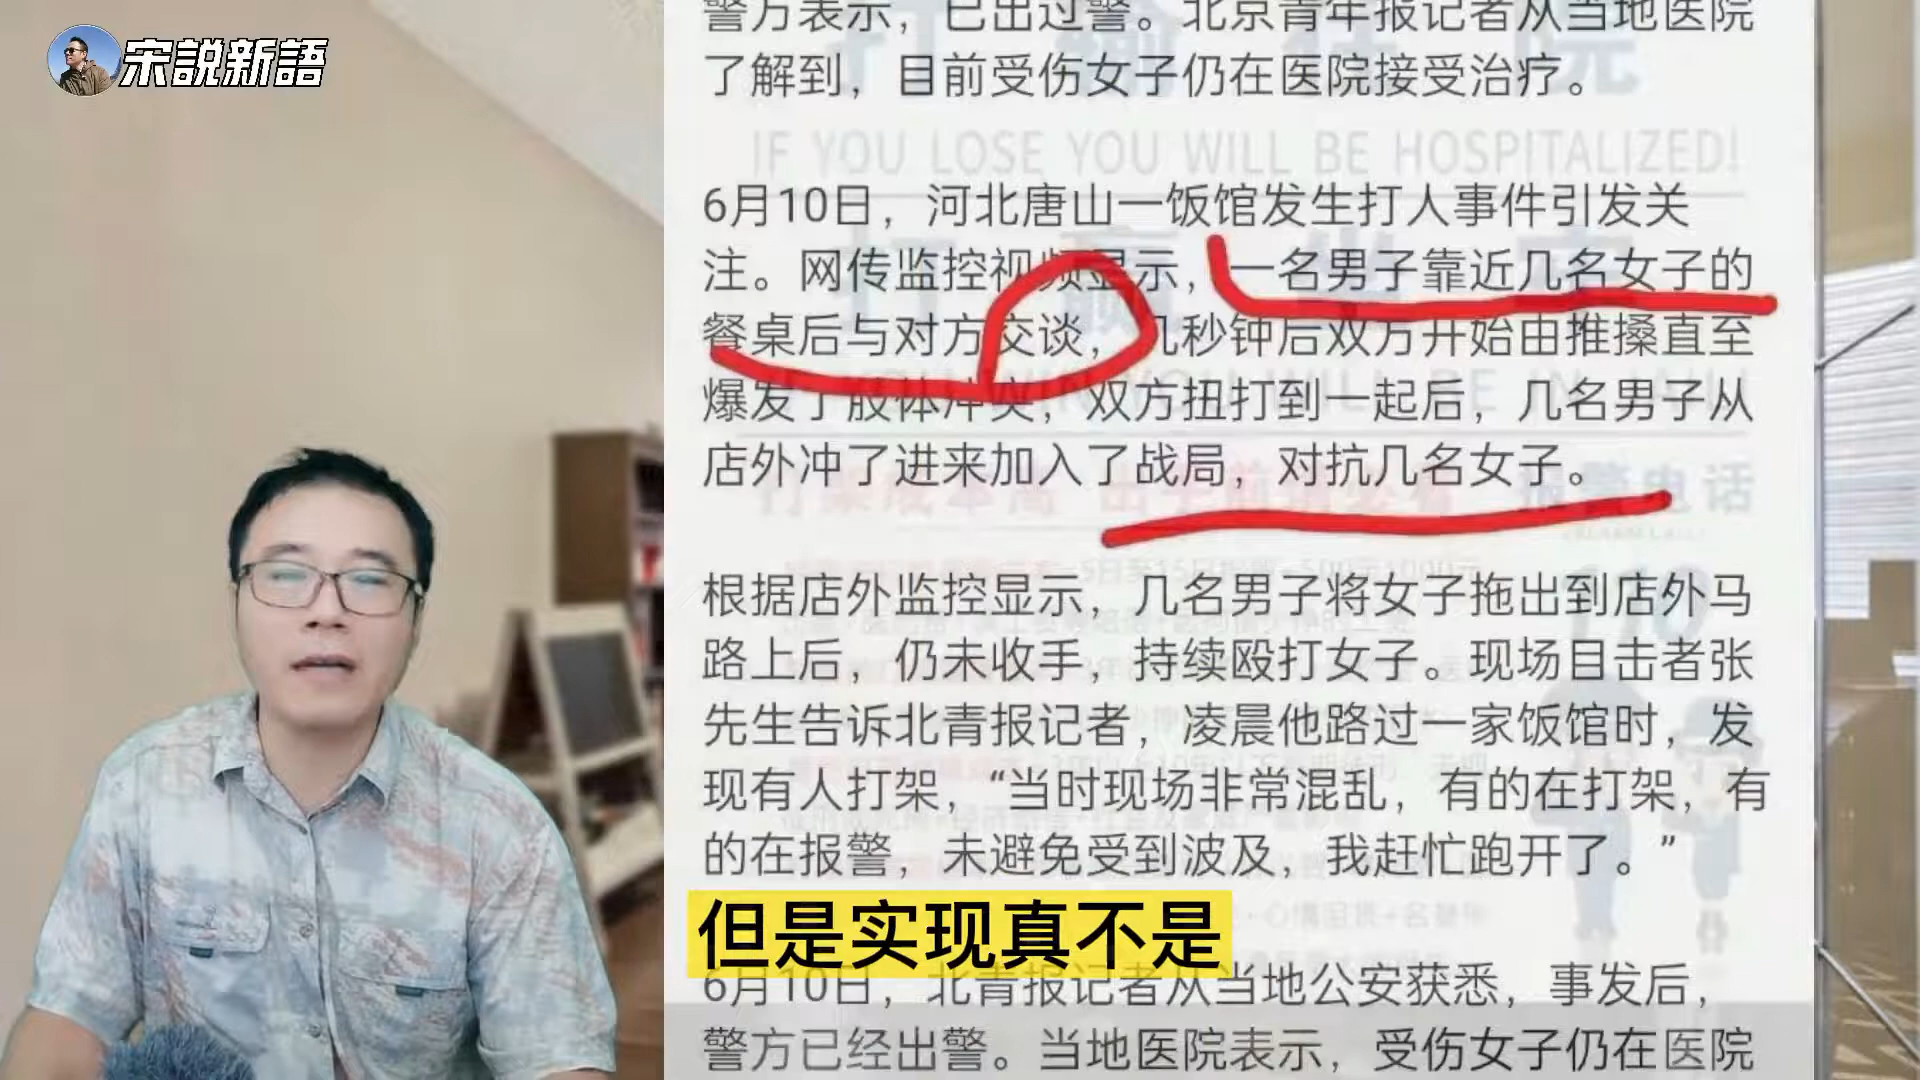 宋説新語
警方表示，已出过警。北京青年报记者从当地医院
了解到，目前受伤女子仍在医院接受治疗。
IF YOU LOSE YOU WILL BE HOSPITALIZED!
6月10日，河北唐山一饭馆发生打人事件引发关
注。网传监控视频显示，一名男子靠近几名女子的
餐桌后与对方交谈，几秒钟后双方开始由推搡直至
爆发了肢体冲突，双方扭打到一起后，几名男子从
店外冲了进来加入了战局，对抗几名女子。
根据店外监控显示，几名男子将女子拖出到店外马
路上后，仍未收手，持续殴打女子。现场目击者张
先生告诉北青报记者，凌晨他路过一家饭馆时，发
现有人打架，“当时现场非常混乱，有的在打架，有
的在报警，未避免受到波及，我赶忙跑开了。”
但是实现真不是
6月10日，北青报记者从当地公安获悉，事发后，
警方已经出警。当地医院表示，受伤女子仍在医院